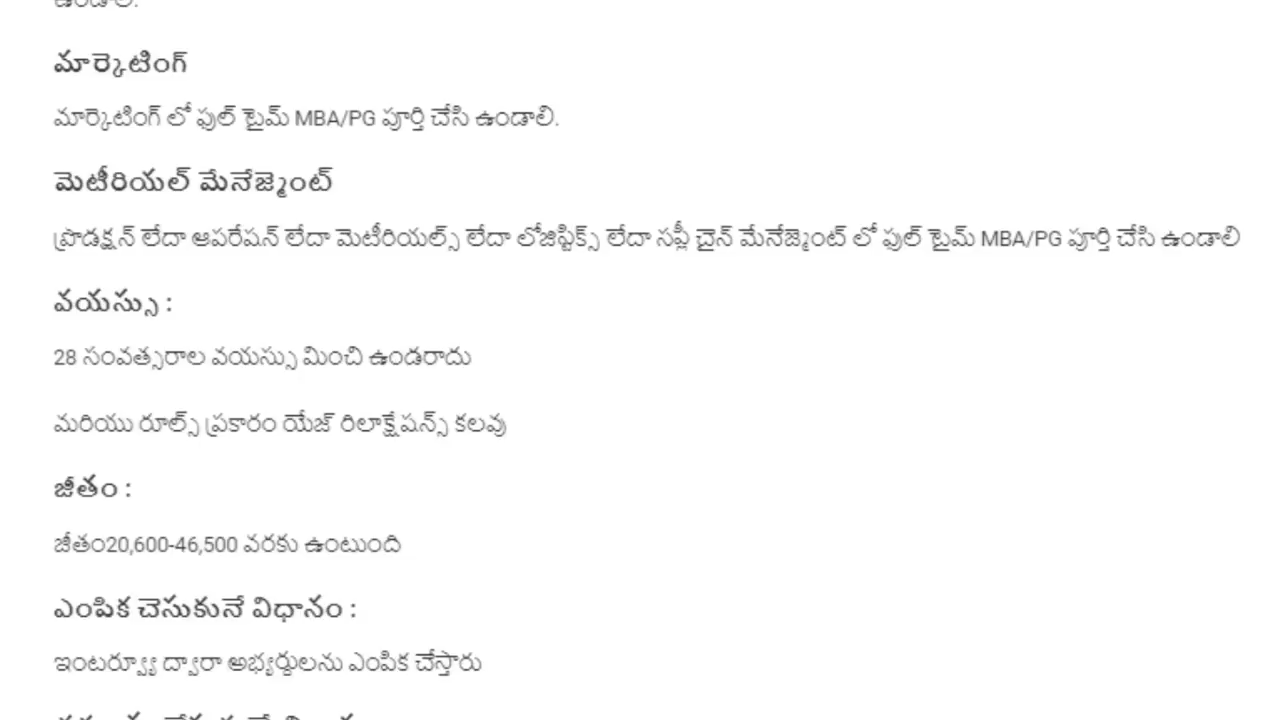 ఉండాలి.
మార్కెటింగ్
మార్కెటింగ్ లో ఫుల్ టైమ్ MBA/PG పూర్తి చేసి ఉండాలి.
మెటీరియల్ మేనేజ్మెంట్
ప్రొడక్షన్ లేదా ఆపరేషన్ లేదా మెటీరియల్స్ లేదా లోజిస్టిక్స్ లేదా సప్లీ చైన్ మేనేజ్మెంట్ లో ఫుల్ టైమ్ MBA/PG పూర్తి చేసి ఉండాలి
వయస్సు :
28 సంవత్సరాల వయస్సు మించి ఉండరాదు
మరియు రూల్స్ ప్రకారం యేజ్ రిలాక్షేషన్స్ కలవు
జీతం :
జీతం20,600-46,500 వరకు ఉంటుంది
ఎంపిక చెసుకునే విధానం :
ఇంటర్వ్యూ ద్వారా అభ్యర్థులను ఎంపిక చేస్తారు